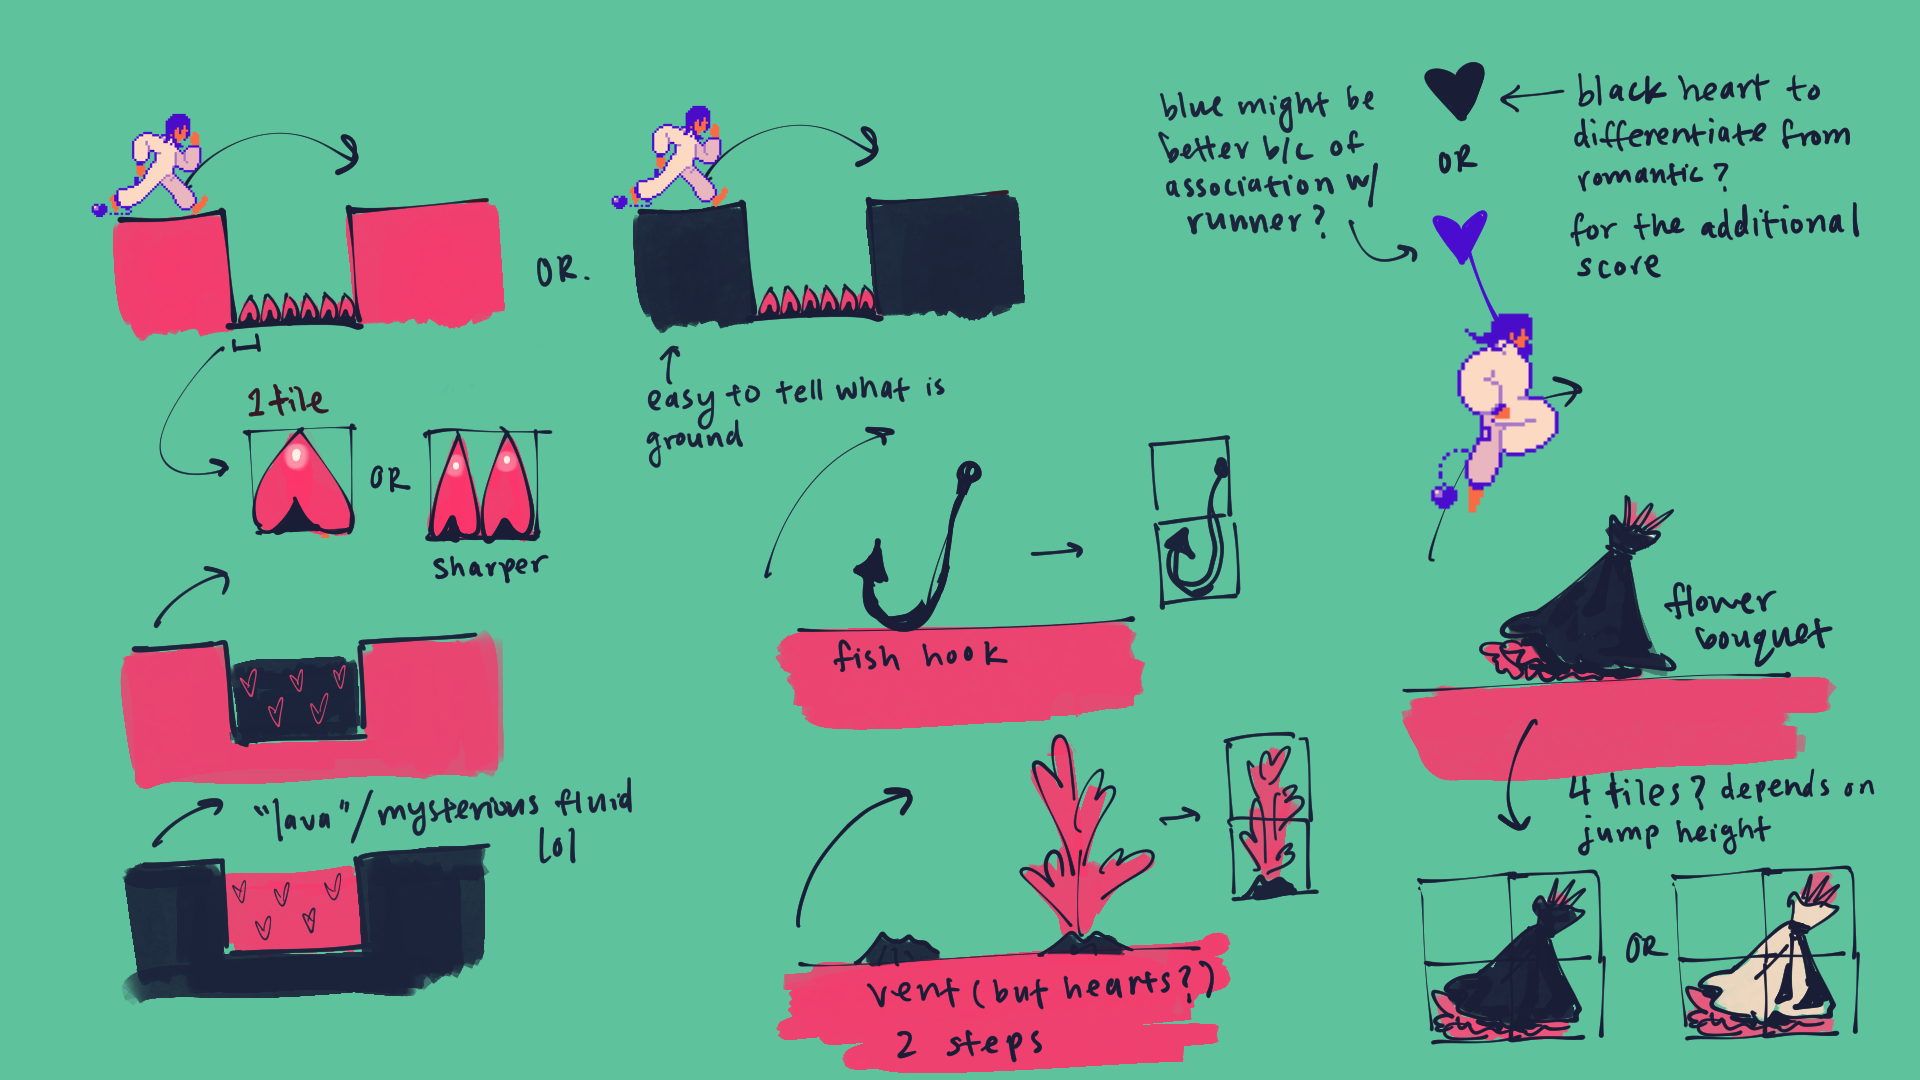 OR.
easy to tell what is
ground
1 tile
OR
sharper
"lava"/mysterious fluid
lol
fish hook
vent (but hearts?)
2 steps
blue might be
better b/c of
association w/
runner?
OR
black heart to
differentiate from
romantic?
for the additional
score
flower
bouquet
4 tiles? depends on
jump height
OR